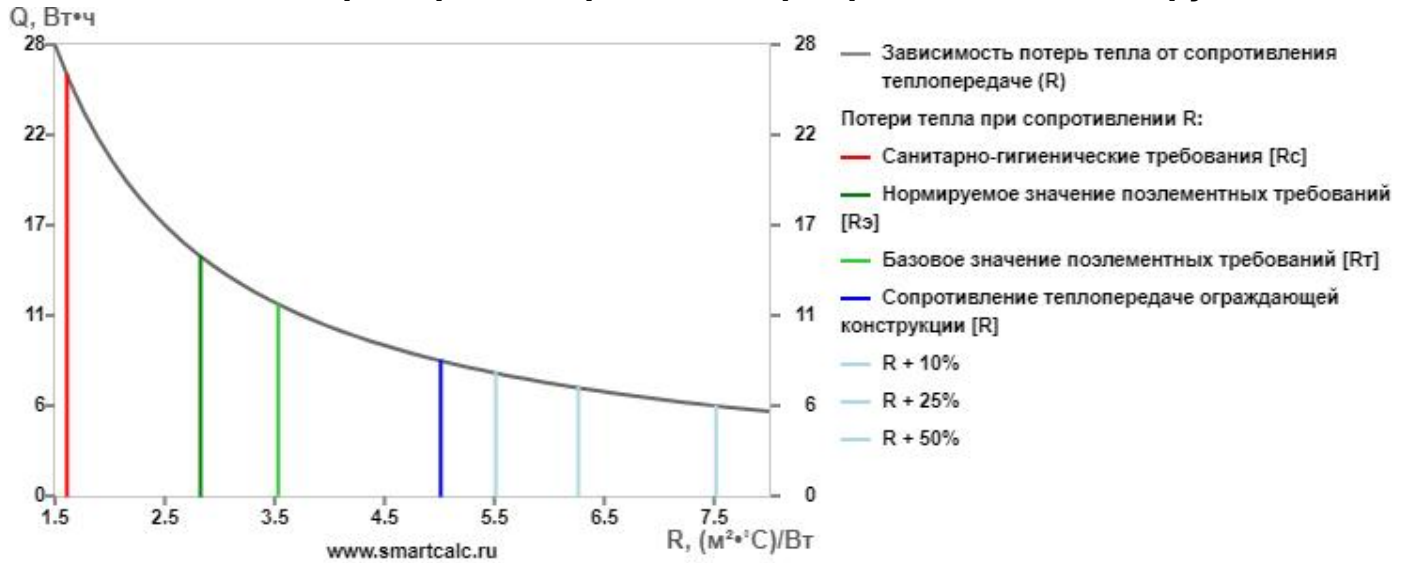 Q, Вт•ч
28
22
17
11
6
0
28
22
17
11
6
0
1.5
2.5
3.5
4.5
5.5
6.5
7.5
R, (м²•°C)/Вт
www.smartcalc.ru
Зависимость потерь тепла от сопротивления
теплопередаче (R)
Потери тепла при сопротивлении R:
Санитарно-гигиенические требования [Rс]
Нормируемое значение поэлементных требований
[Rэ]
Базовое значение поэлементных требований [Rт]
Сопротивление теплопередаче ограждающей
конструкции [R]
R + 10%
R + 25%
R + 50%